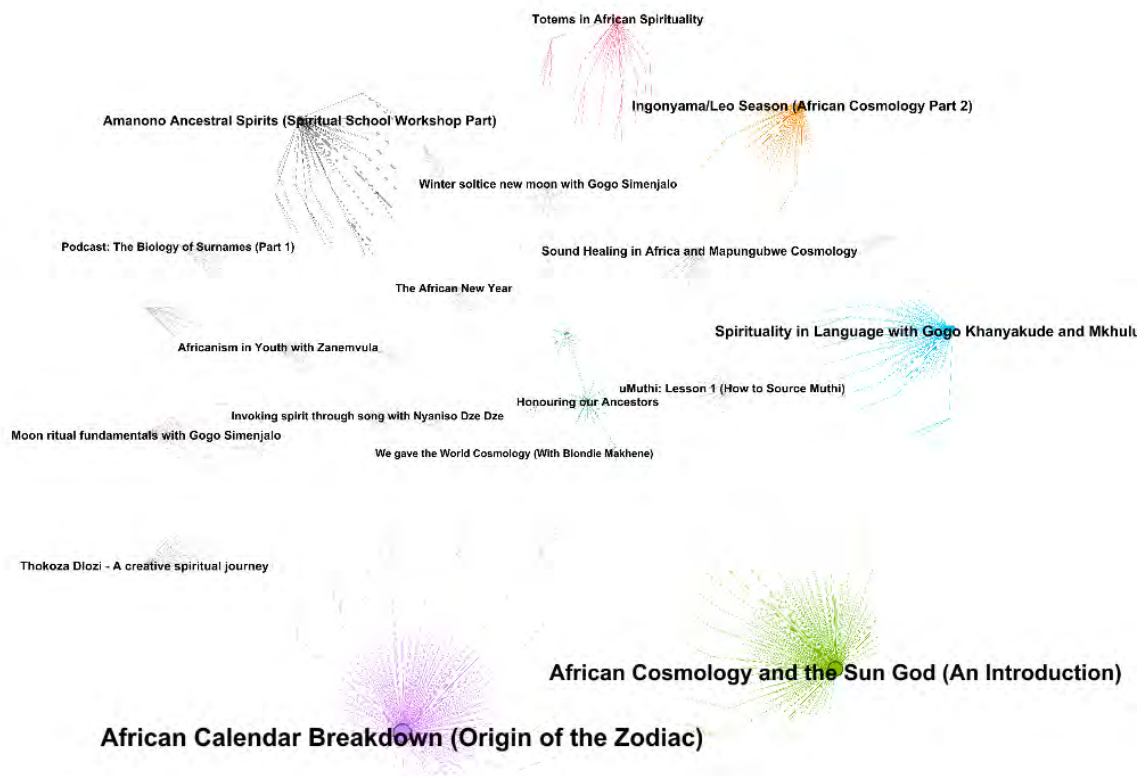 Totems in African Spirituality
Ingonyama/Leo Season (African Cosmology Part 2)
Amanono Ancestral Spirits (Spiritual School Workshop Part)
Winter soltice new moon with Gogo Simenjalo
Podcast: The Biology of Surnames (Part 1)
Sound Healing in Africa and Mapungubwe Cosmology
The African New Year
Spirituality in Language with Gogo Khanyakude and Mkhulu
Africanism in Youth with Zanemvula
uMuthi: Lesson 1 (How to Source Muthi)
Honouring our Ancestors
Invoking spirit through song with Nyaniso Dze Dze
Moon ritual fundamentals with Gogo Simenjalo
We gave the World Cosmology (With Blondie Makhene)
Thokoza Dlozi - A creative spiritual journey
African Cosmology and the Sun God (An Introduction)
African Calendar Breakdown (Origin of the Zodiac)